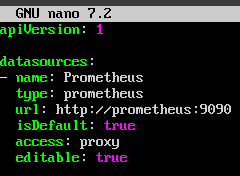 GNU nano 7.2
apiVersion: 1

datasources:
- name: Prometheus
  type: prometheus
  url: http://prometheus:9090
  isDefault: true
  access: proxy
  editable: true